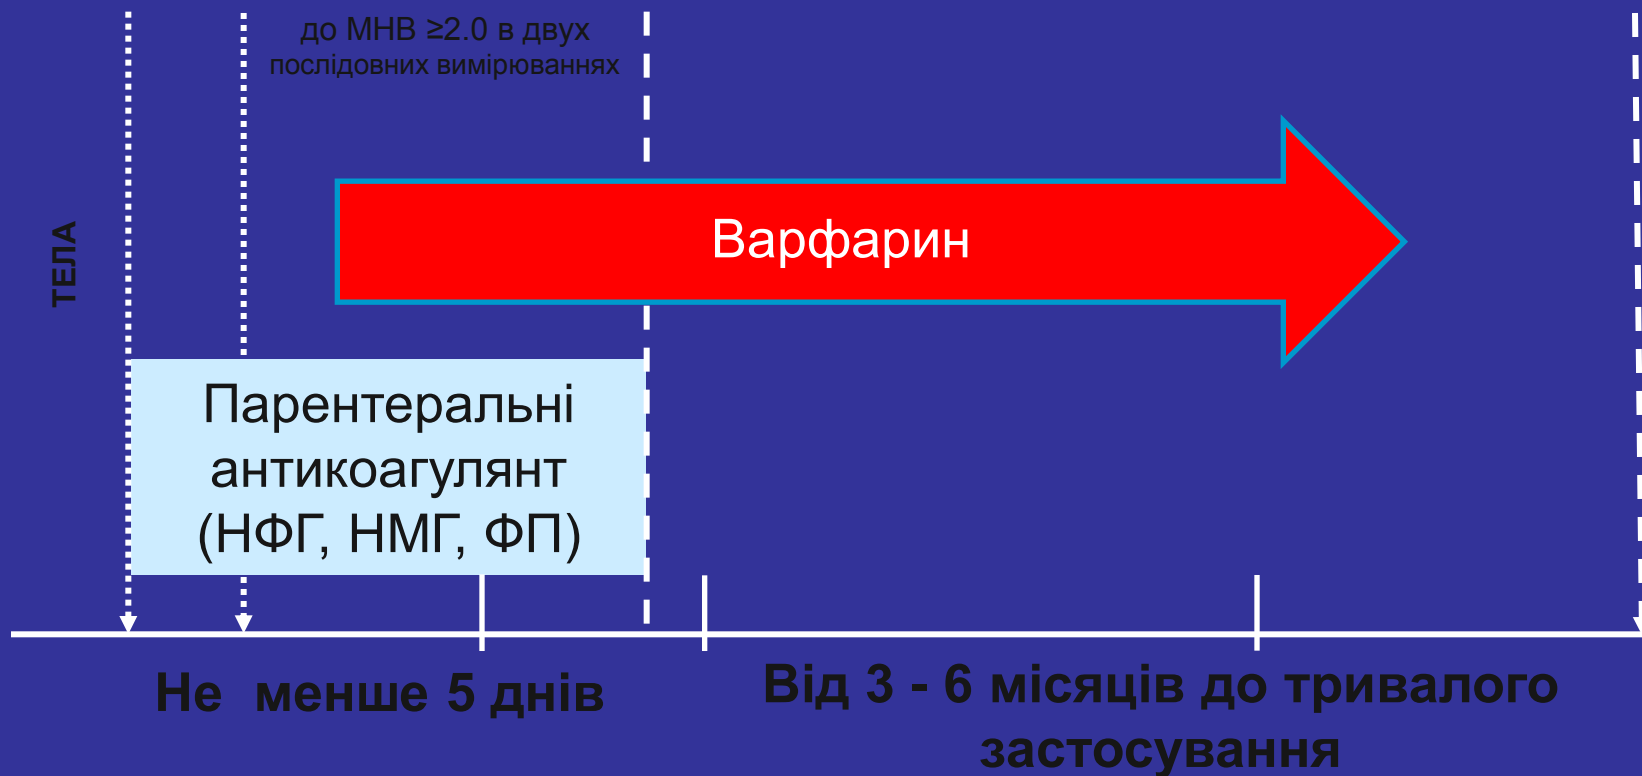 до МНВ ≥2.0 в двух
послідовних вимірюваннях
ТЕЛА
Варфарин
Парентеральні
антикоагулянт
(НФГ, НМГ, ФП)
Не менше 5 днів
Від 3 - 6 місяців до тривалого
застосування